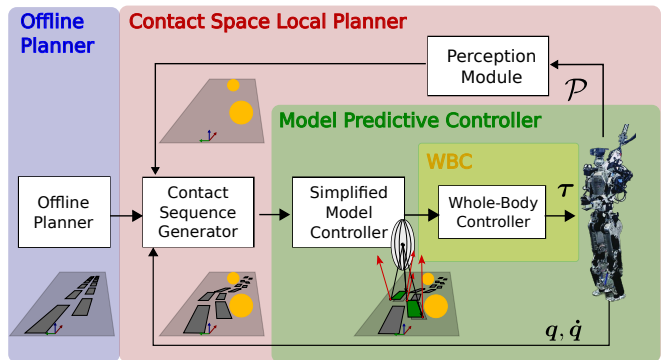 Offline
Planner
Contact Space Local Planner
Perception
Module
𝒫
Model Predictive Controller
WBC
Offline
Planner
Contact
Sequence
Generator
Simplified
Model
Controller
Whole-Body
Controller
τ
q, q̇